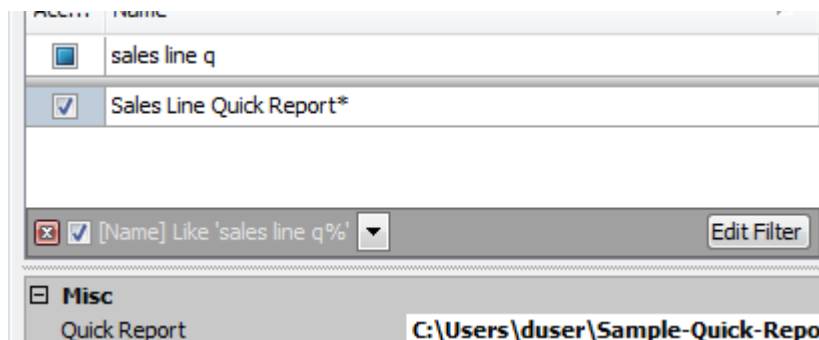 Name
sales line q
Sales Line Quick Report*
[Name] Like 'sales line q%'
Edit Filter
Misc
Quick Report C:\Users\duser\Sample-Quick-Repo